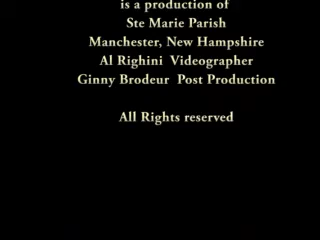 is a production of
Ste Marie Parish
Manchester, New Hampshire
Al Righini  Videographer
Ginny Brodeur  Post Production
All Rights reserved